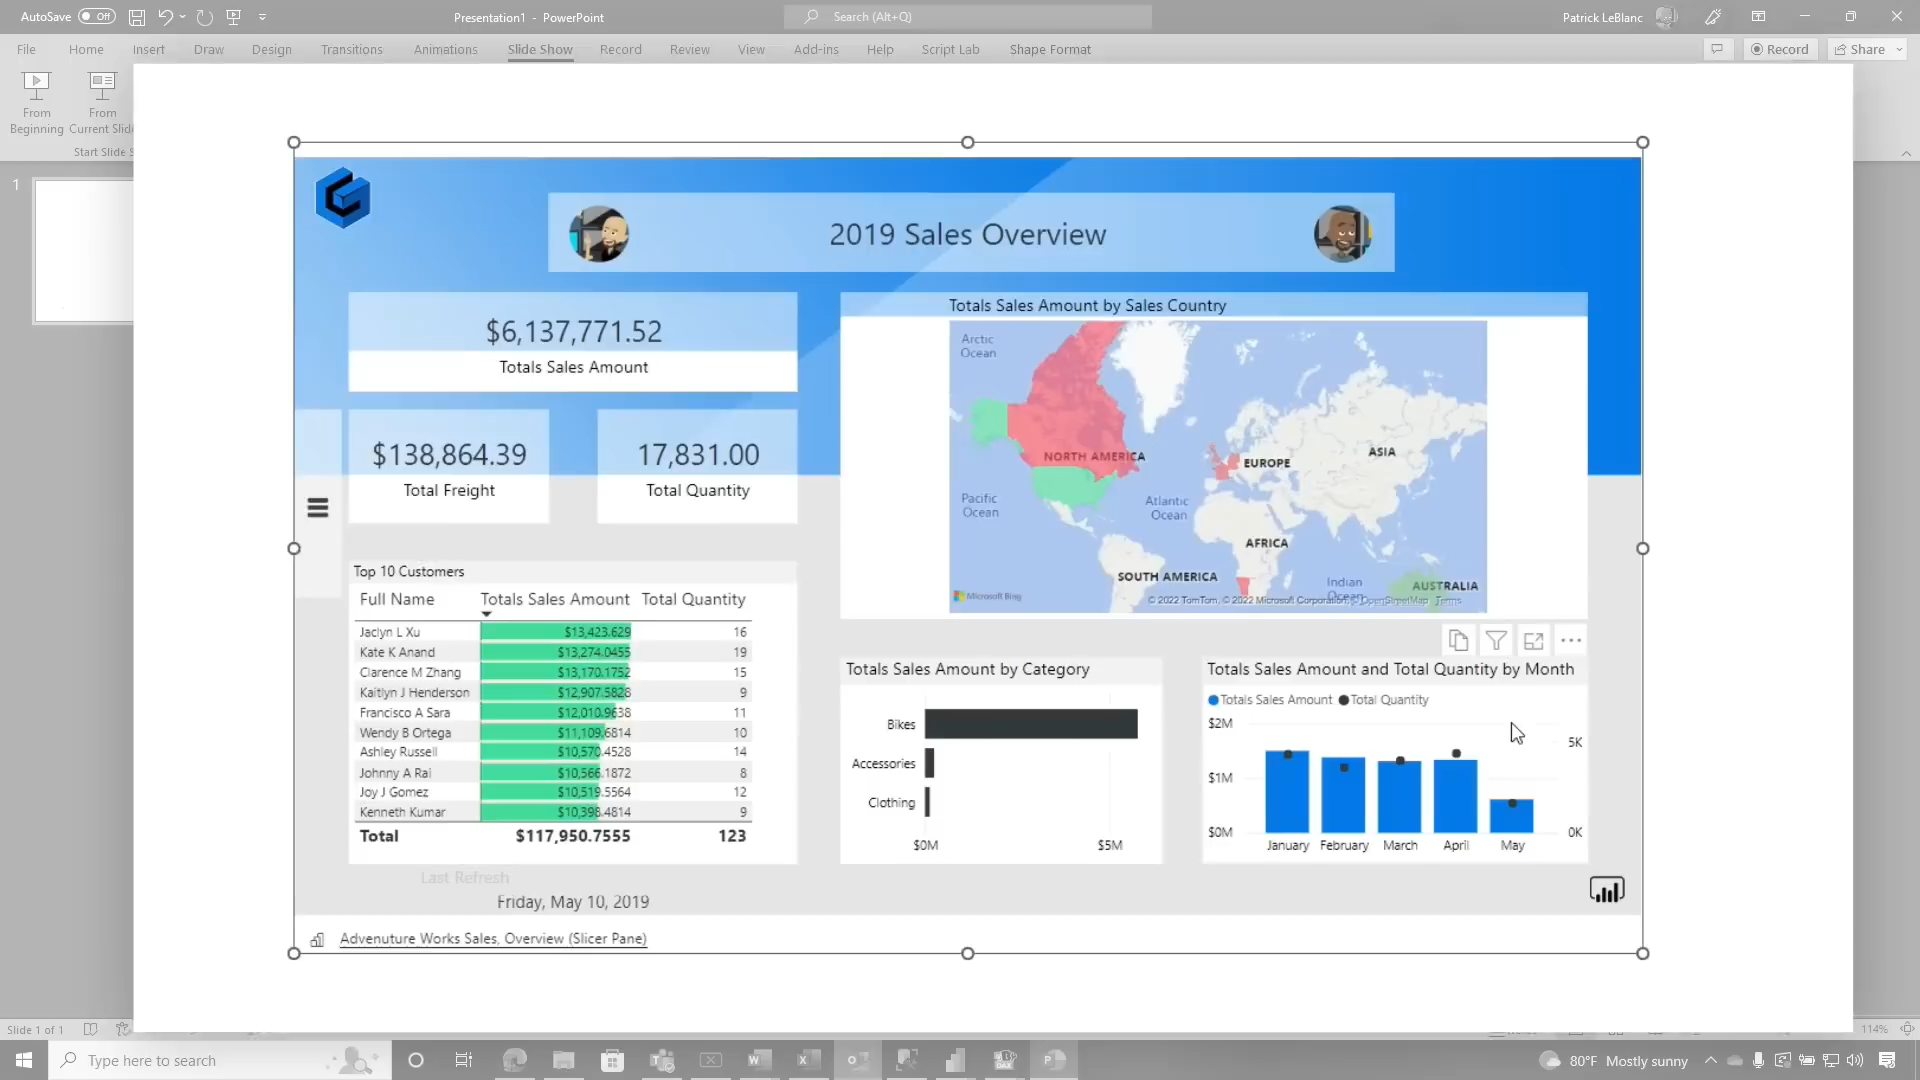 AutoSave Off
Presentation1 - PowerPoint
Search (Alt+Q)
Patrick LeBlanc
File Home Insert Draw Design Transitions Animations Slide Show Record Review View Add-ins Help Script Lab Shape Format
Record Share
From Beginning
From Current Slide
Start Slide S
1
2019 Sales Overview
$6,137,771.52
Totals Sales Amount
$138,864.39
Total Freight
17,831.00
Total Quantity
Totals Sales Amount by Sales Country
Arctic
Ocean
NORTH AMERICA
EUROPE
ASIA
Pacific
Ocean
Atlantic
Ocean
AFRICA
SOUTH AMERICA
Indian
Ocean
AUSTRALIA
Microsoft Bing
© 2022 TomTom, © 2022 Microsoft Corporation, © OpenStreetMap Terms
Top 10 Customers
Full Name Totals Sales Amount Total Quantity
Jaclyn L Xu $13,423.629 16
Kate K Anand $13,274.0455 19
Clarence M Zhang $13,170.1752 15
Kaitlyn J Henderson $12,907.5828 9
Francisco A Sara $12,010.9638 11
Wendy B Ortega $11,109.6814 10
Ashley Russell $10,570.4528 14
Johnny A Rai $10,566.1872 8
Joy J Gomez $10,519.5564 12
Kenneth Kumar $10,398.4814 9
Total $117,950.7555 123
Totals Sales Amount by Category
Bikes
Accessories
Clothing
$0M $5M
Totals Sales Amount and Total Quantity by Month
Totals Sales Amount Total Quantity
$2M
5K
$1M
$0M
0K
January February March April May
Last Refresh
Friday, May 10, 2019
Advenuture Works Sales, Overview (Slicer Pane)
Slide 1 of 1
114%
Type here to search
80°F Mostly sunny